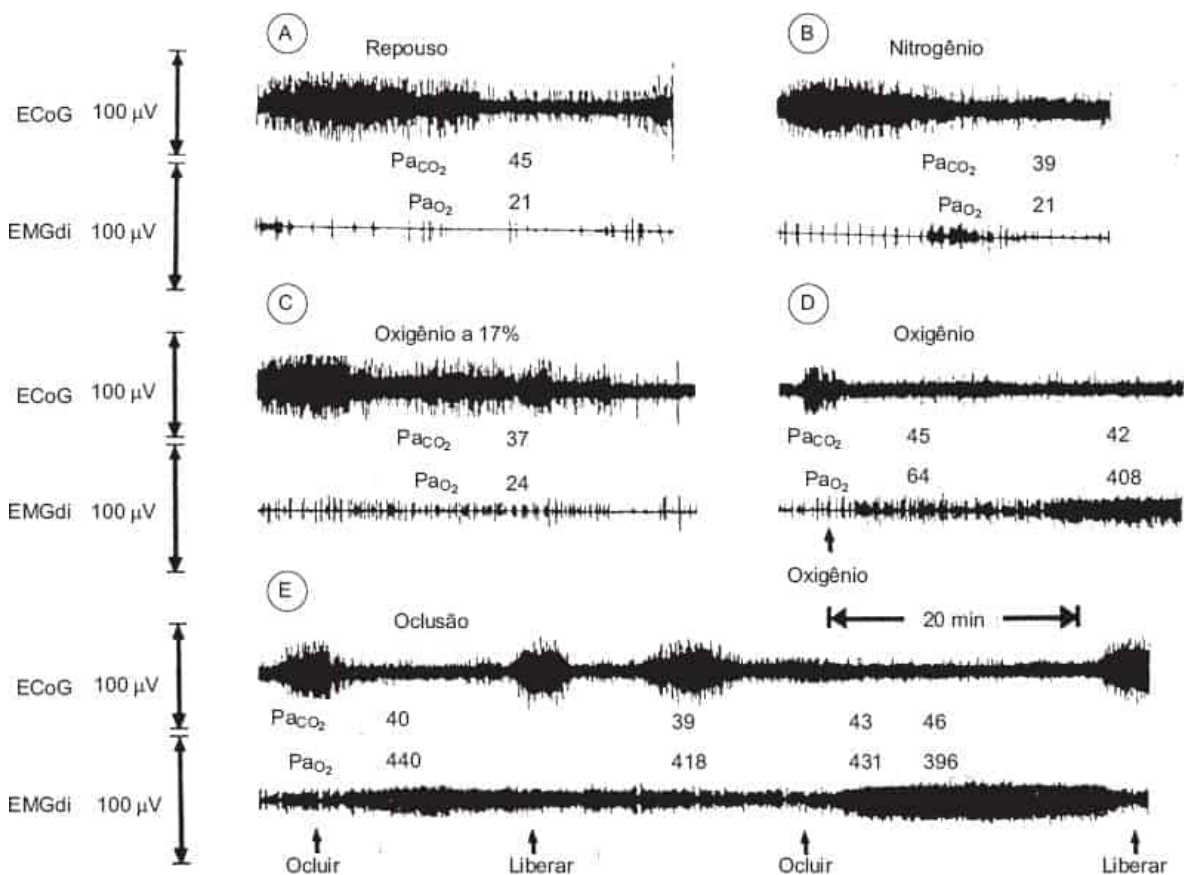 A
Repouso
ECoG 100 μV
PaCO2 45
PaO2 21
EMGdi 100 μV
B
Nitrogênio
PaCO2 39
PaO2 21
C
Oxigênio a 17%
ECoG 100 μV
PaCO2 37
PaO2 24
EMGdi 100 μV
D
Oxigênio
PaCO2 45 42
PaO2 64 408
Oxigênio
20 min
E
Oclusão
ECoG 100 μV
PaCO2 40 39 43 46
PaO2 440 418 431 396
EMGdi 100 μV
Ocluir Liberar Ocluir Liberar